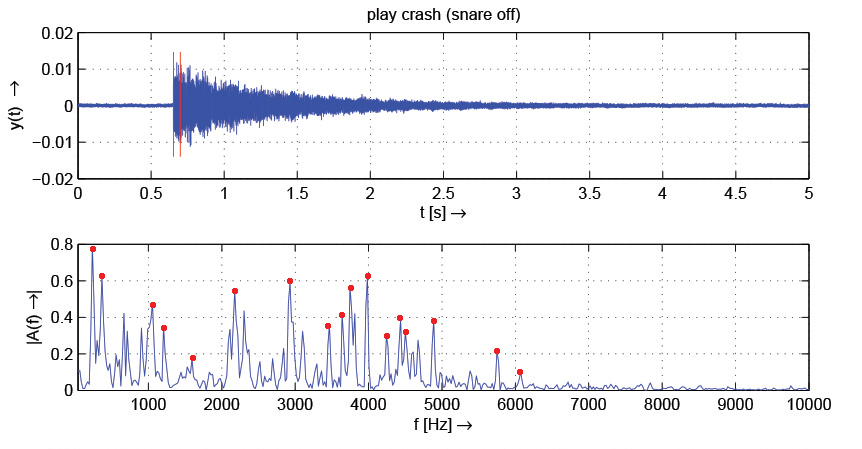 play crash (snare off)
0.02
0.01
0
−0.01
−0.02
y(t) →
0 0.5 1 1.5 2 2.5 3 3.5 4 4.5 5
t [s] →
0.8
0.6
0.4
0.2
0
|A(f) →|
1000 2000 3000 4000 5000 6000 7000 8000 9000 10000
f [Hz] →